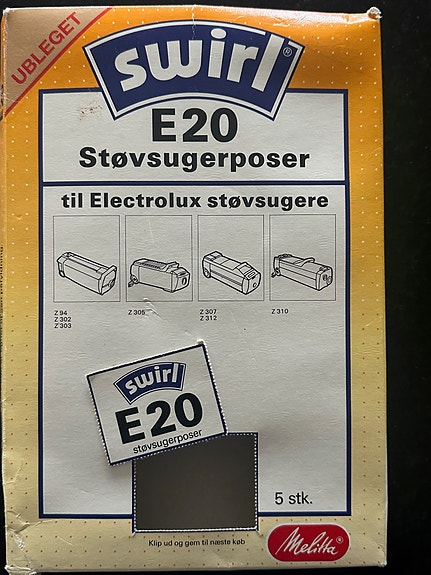 UBLEGET
swirl®
E20
Støvsugerposer
til Electrolux støvsugere
Z 94
Z 302
Z 303
Z 305
Z 307
Z 312
Z 310
swirl
E20
støvsugerposer
5 stk.
Klip ud og gem til næste køb
Melitta®